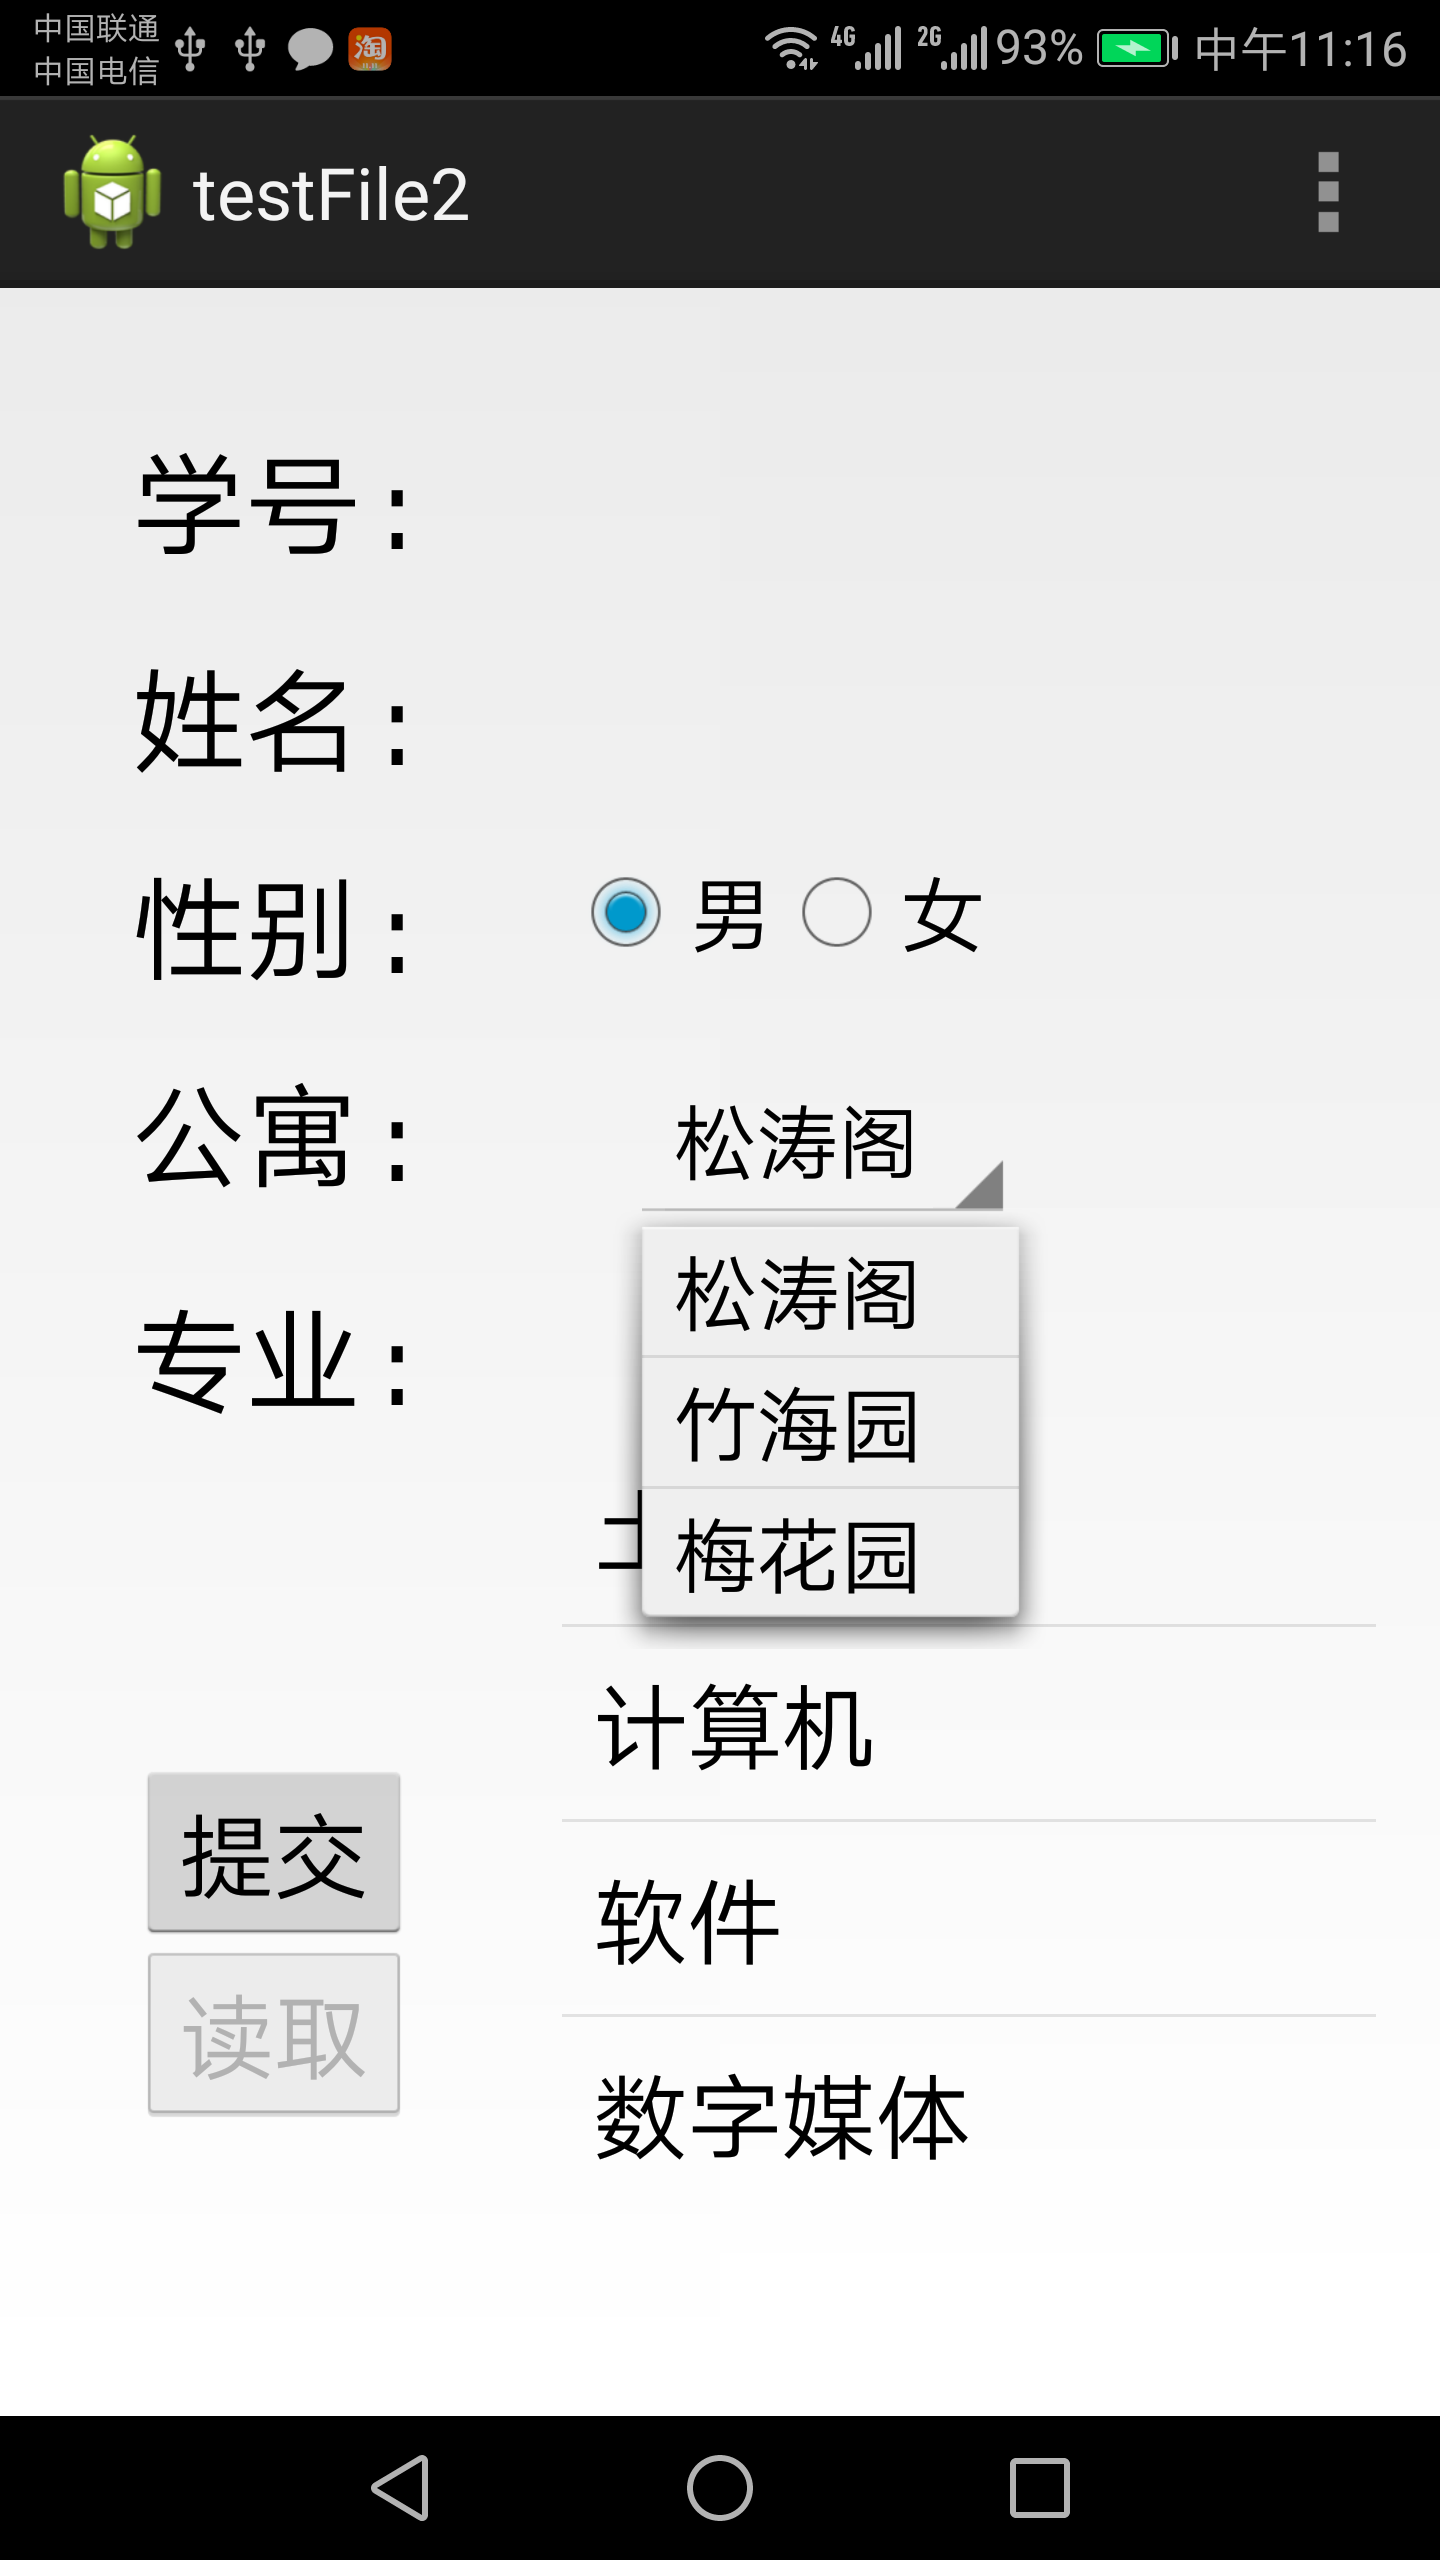 中国联通
中国电信
4G 2G 93% 中午11:16
testFile2
学号：
姓名：
性别： 男 女
公寓： 松涛阁
松涛阁
专业：
竹海园
梅花园
计算机
提交
软件
读取
数字媒体